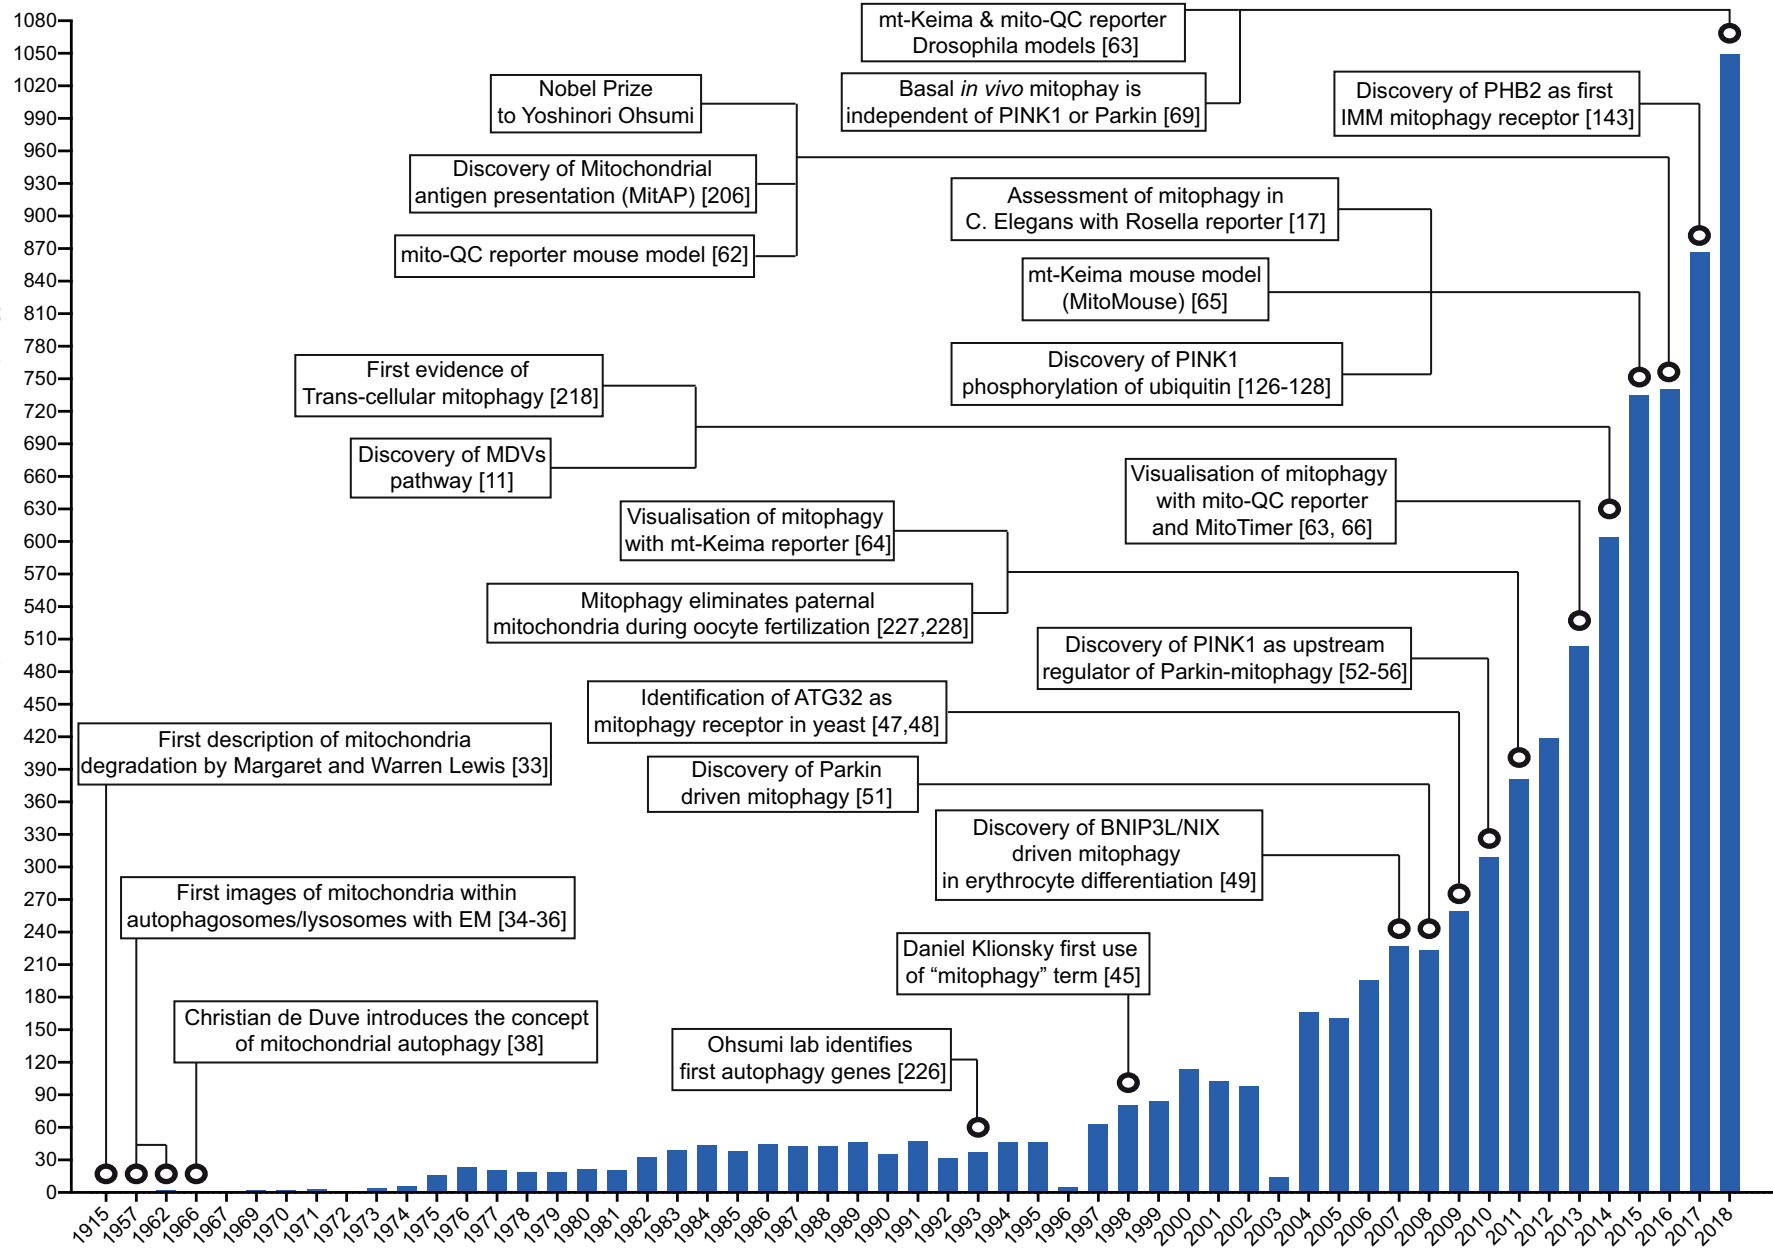 1080
1050
1020
990
960
930
900
870
840
810
780
750
720
690
660
630
600
570
540
510
480
450
420
390
360
330
300
270
240
210
180
150
120
90
60
30
0
mt-Keima & mito-QC reporter
Drosophila models [63]
Nobel Prize
to Yoshinori Ohsumi
Basal in vivo mitophay is
independent of PINK1 or Parkin [69]
Discovery of PHB2 as first
IMM mitophagy receptor [143]
Discovery of Mitochondrial
antigen presentation (MitAP) [206]
Assessment of mitophagy in
C. Elegans with Rosella reporter [17]
mito-QC reporter mouse model [62]
mt-Keima mouse model
(MitoMouse) [65]
Discovery of PINK1
phosphorylation of ubiquitin [126-128]
First evidence of
Trans-cellular mitophagy [218]
Discovery of MDVs
pathway [11]
Visualisation of mitophagy
with mito-QC reporter
and MitoTimer [63, 66]
Visualisation of mitophagy
with mt-Keima reporter [64]
Mitophagy eliminates paternal
mitochondria during oocyte fertilization [227,228]
Discovery of PINK1 as upstream
regulator of Parkin-mitophagy [52-56]
Identification of ATG32 as
mitophagy receptor in yeast [47,48]
First description of mitochondria
degradation by Margaret and Warren Lewis [33]
Discovery of Parkin
driven mitophagy [51]
Discovery of BNIP3L/NIX
driven mitophagy
in erythrocyte differentiation [49]
First images of mitochondria within
autophagosomes/lysosomes with EM [34-36]
Daniel Klionsky first use
of “mitophagy” term [45]
Christian de Duve introduces the concept
of mitochondrial autophagy [38]
Ohsumi lab identifies
first autophagy genes [226]
1915
1957
1962
1966
1967
1969
1970
1971
1972
1973
1974
1975
1976
1977
1978
1979
1980
1981
1982
1983
1984
1985
1986
1987
1988
1989
1990
1991
1992
1993
1994
1995
1996
1997
1998
1999
2000
2001
2002
2003
2004
2005
2006
2007
2008
2009
2010
2011
2012
2013
2014
2015
2016
2017
2018